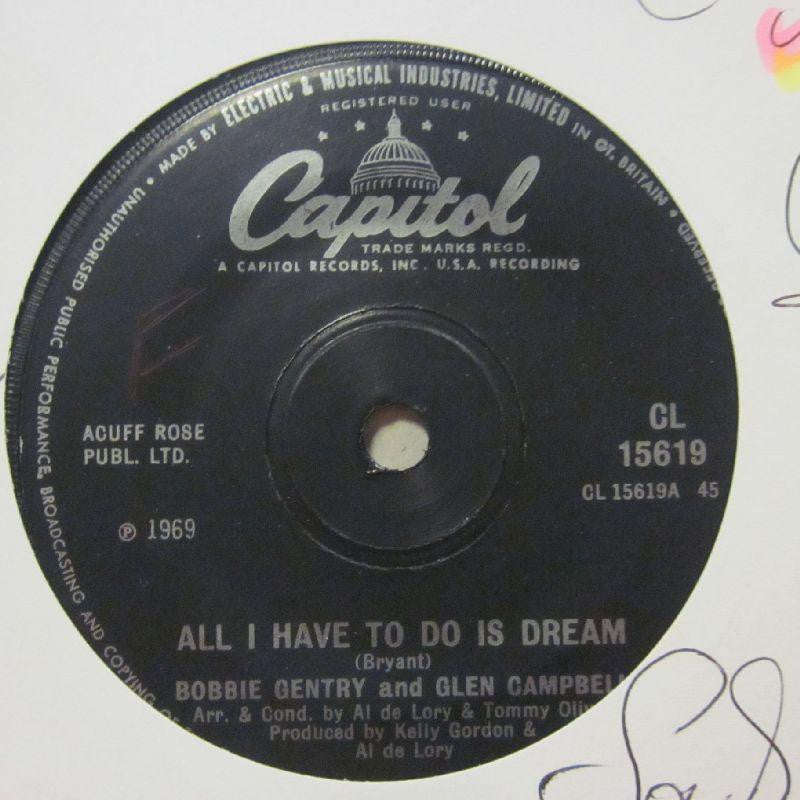 MADE BY ELECTRIC & MUSICAL INDUSTRIES, LIMITED IN GT. BRITAIN •
REGISTERED USER
Capitol
TRADE MARKS REGD.
A CAPITOL RECORDS, INC. U.S.A. RECORDING
UNAUTHORISED PUBLIC PERFORMANCE, BROADCASTING AND COPYING OF
RESERVED
ACUFF ROSE
PUBL. LTD.
℗ 1969
CL
15619
CL 15619A 45
ALL I HAVE TO DO IS DREAM
(Bryant)
BOBBIE GENTRY and GLEN CAMPBELL
Arr. & Cond. by Al de Lory & Tommy Oliv
Produced by Kelly Gordon &
Al de Lory